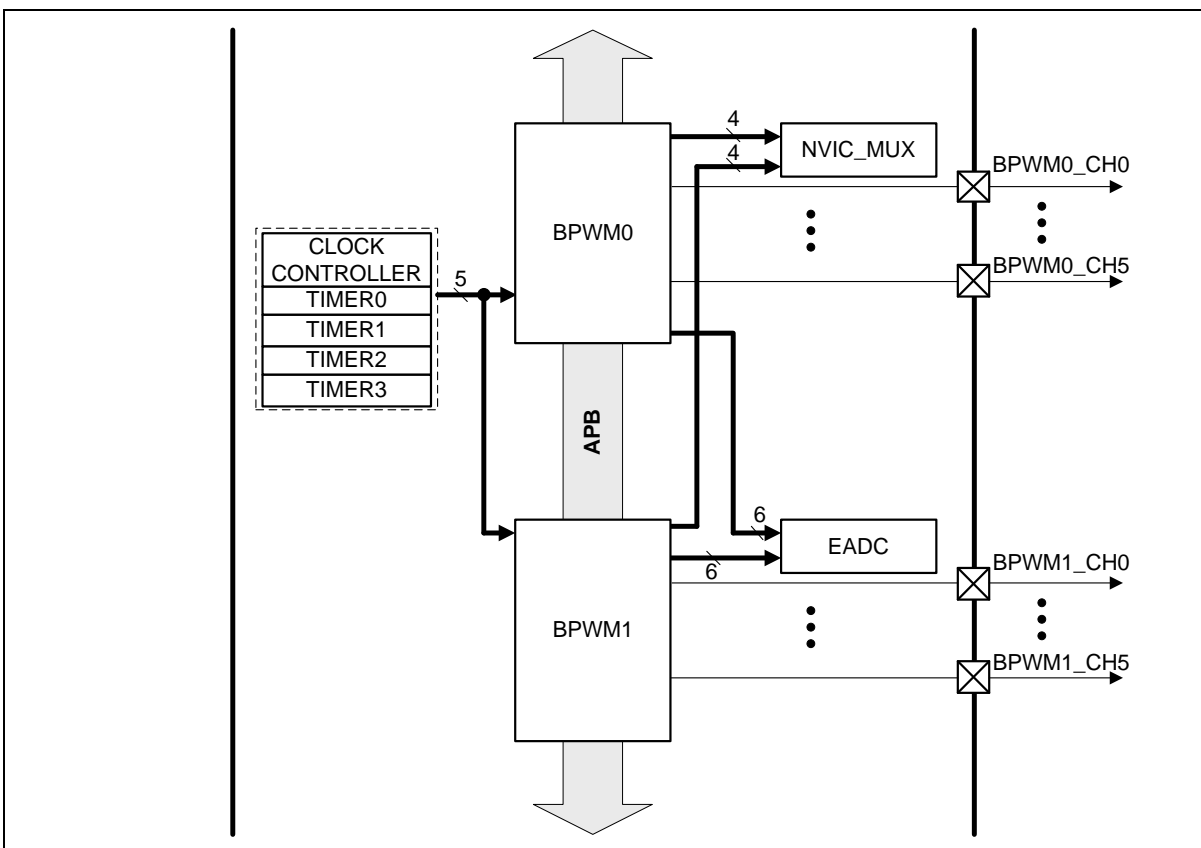 4
NVIC_MUX
4
BPWM0_CH0
BPWM0
CLOCK
CONTROLLER
5
BPWM0_CH5
TIMER0
TIMER1
TIMER2
TIMER3
APB
6
EADC
6
BPWM1_CH0
BPWM1
BPWM1_CH5